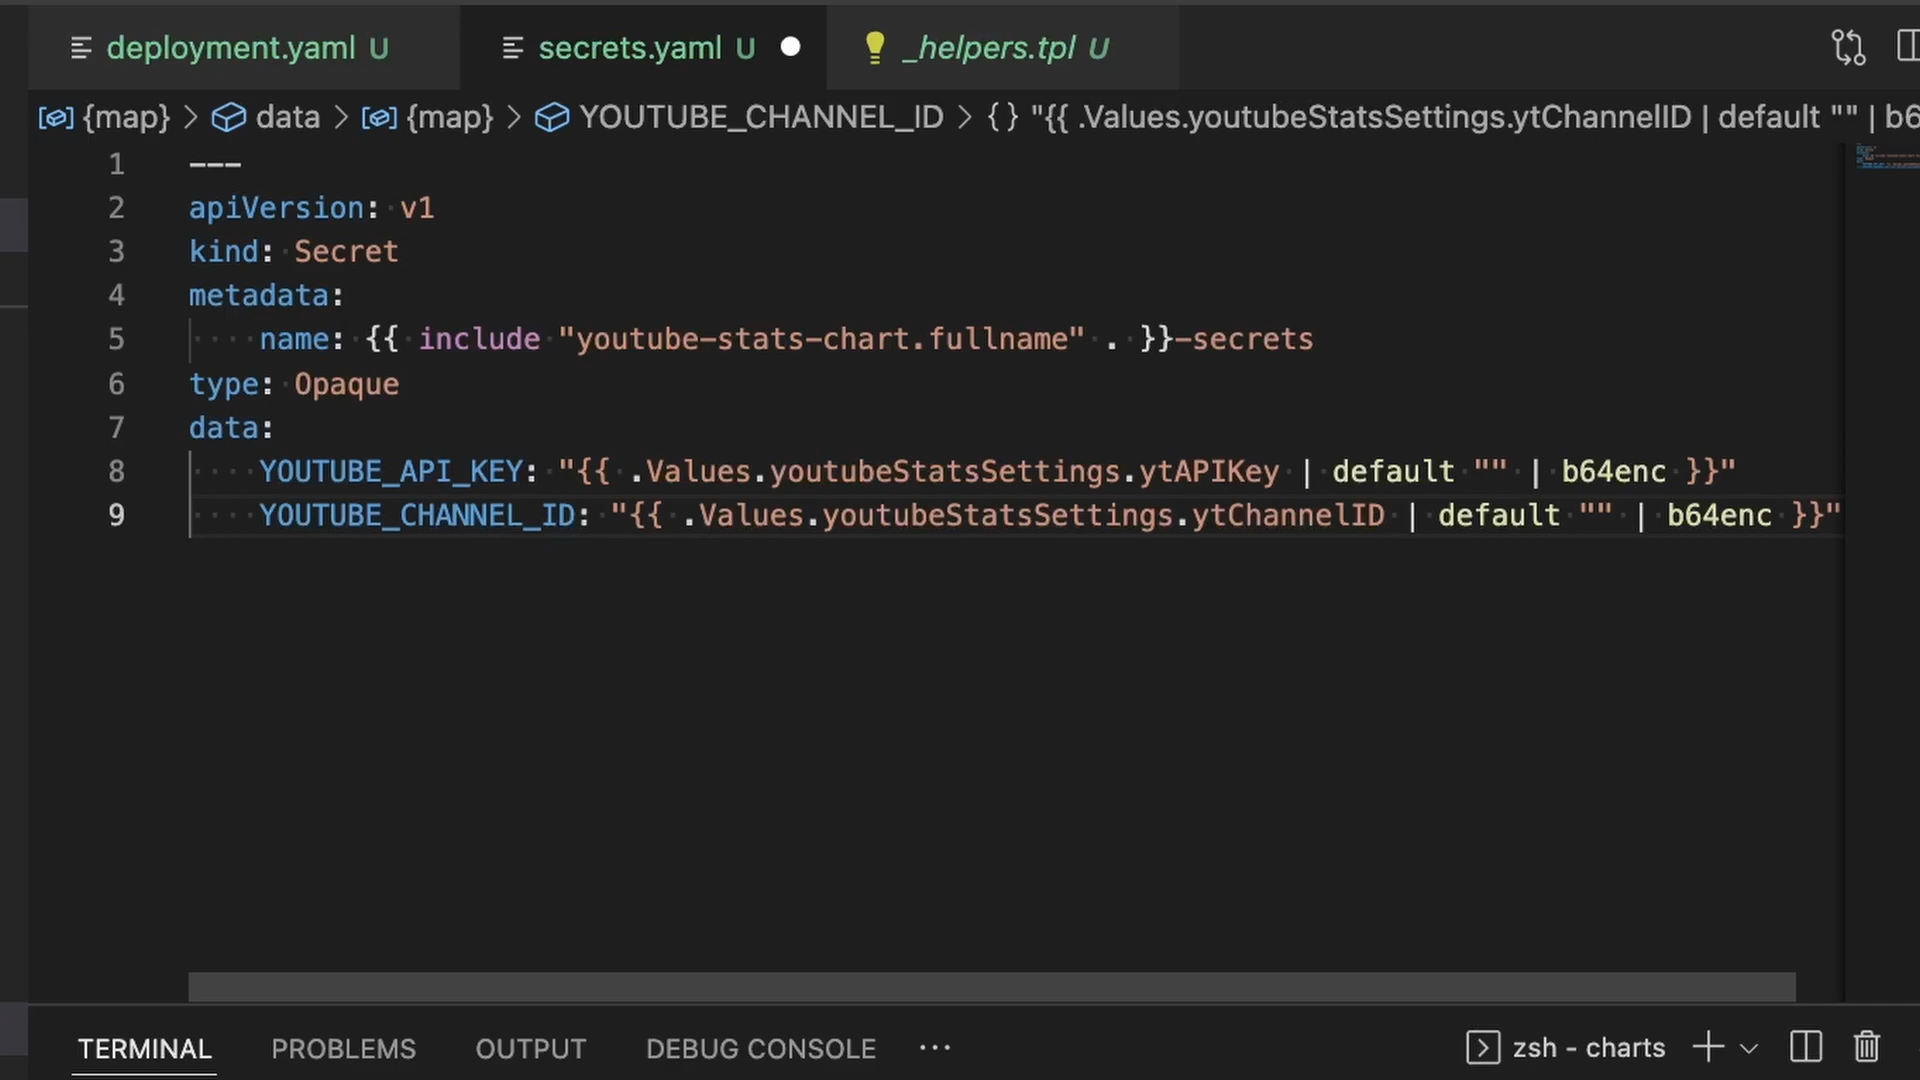 deployment.yaml U secrets.yaml U _helpers.tpl U
{map} > data > {map} > YOUTUBE_CHANNEL_ID > {} "{{ .Values.youtubeStatsSettings.ytChannelID | default "" | b6
1 ---
2 apiVersion: v1
3 kind: Secret
4 metadata:
5 name: {{ include "youtube-stats-chart.fullname" . }}-secrets
6 type: Opaque
7 data:
8 YOUTUBE_API_KEY: "{{ .Values.youtubeStatsSettings.ytAPIKey | default "" | b64enc }}"
9 YOUTUBE_CHANNEL_ID: "{{ .Values.youtubeStatsSettings.ytChannelID | default "" | b64enc }}"
TERMINAL PROBLEMS OUTPUT DEBUG CONSOLE ··· zsh - charts